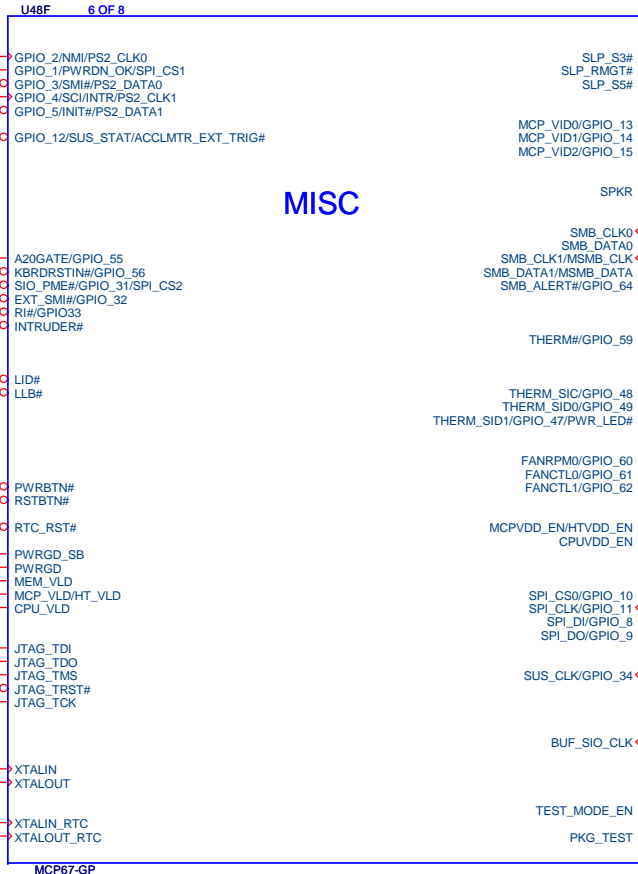 U48F 6 OF 8
GPIO_2/NMI/PS2_CLK0
GPIO_1/PWRDN_OK/SPI_CS1
GPIO_3/SMI#/PS2_DATA0
GPIO_4/SCI/INTR/PS2_CLK1
GPIO_5/INIT#/PS2_DATA1
GPIO_12/SUS_STAT/ACCLMTR_EXT_TRIG#
MISC
A20GATE/GPIO_55
KBRDRSTIN#/GPIO_56
SIO_PME#/GPIO_31/SPI_CS2
EXT_SMI#/GPIO_32
RI#/GPIO33
INTRUDER#
LID#
LLB#
PWRBTN#
RSTBTN#
RTC_RST#
PWRGD_SB
PWRGD
MEM_VLD
MCP_VLD/HT_VLD
CPU_VLD
JTAG_TDI
JTAG_TDO
JTAG_TMS
JTAG_TRST#
JTAG_TCK
XTALIN
XTALOUT
XTALIN_RTC
XTALOUT_RTC
SLP_S3#
SLP_RMGT#
SLP_S5#
MCP_VID0/GPIO_13
MCP_VID1/GPIO_14
MCP_VID2/GPIO_15
SPKR
SMB_CLK0
SMB_DATA0
SMB_CLK1/MSMB_CLK
SMB_DATA1/MSMB_DATA
SMB_ALERT#/GPIO_64
THERM#/GPIO_59
THERM_SIC/GPIO_48
THERM_SID0/GPIO_49
THERM_SID1/GPIO_47/PWR_LED#
FANRPM0/GPIO_60
FANCTL0/GPIO_61
FANCTL1/GPIO_62
MCPVDD_EN/HTVDD_EN
CPUVDD_EN
SPI_CS0/GPIO_10
SPI_CLK/GPIO_11
SPI_DI/GPIO_8
SPI_DO/GPIO_9
SUS_CLK/GPIO_34
BUF_SIO_CLK
TEST_MODE_EN
PKG_TEST
MCP67-GP